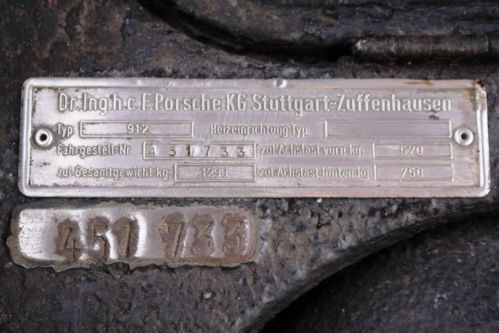 Dr.Ing.h.c.F.Porsche KG Stuttgart-Zuffenhausen
Typ 912 Heizeinrichtung Typ
Fahrgestell-Nr. 451733 zul.Achslast vorn kg 520
zul.Gesamtgewicht kg 1290 zul.Achslast hinten kg 750
451 733